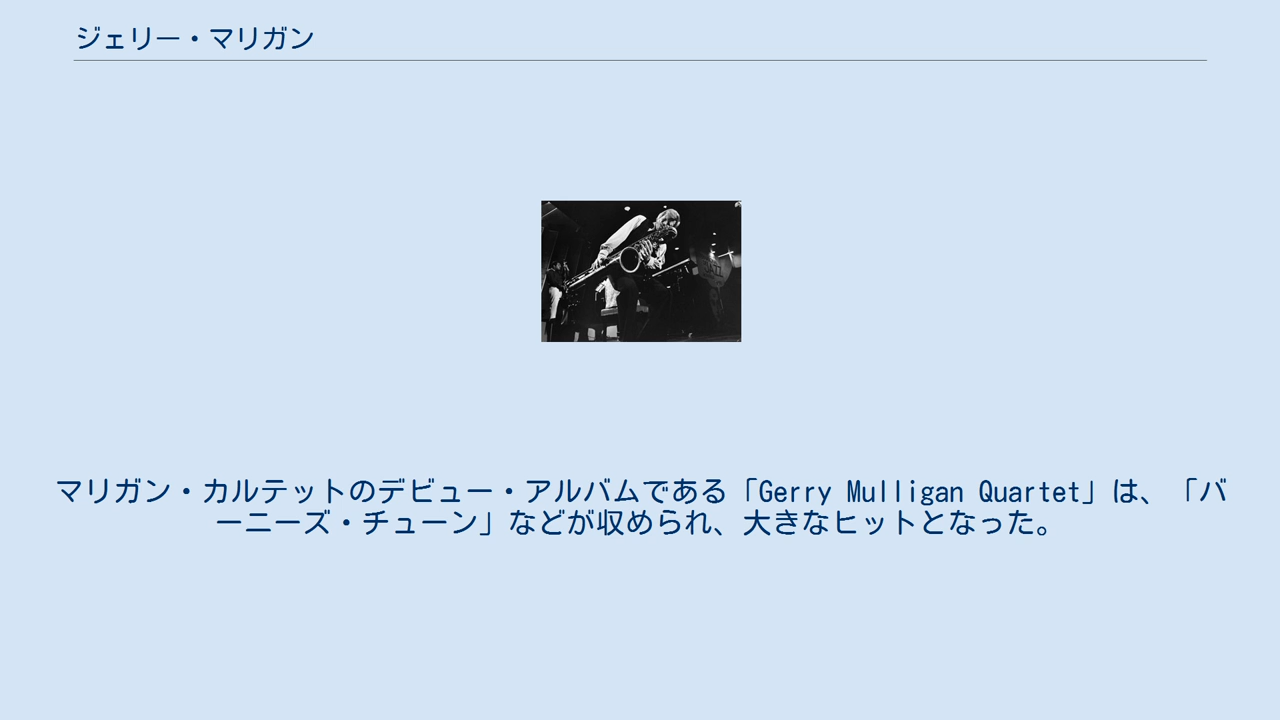 ジェリー・マリガン
マリガン・カルテットのデビュー・アルバムである「Gerry Mulligan Quartet」は、「バ
ーニーズ・チューン」などが収められ、大きなヒットとなった。